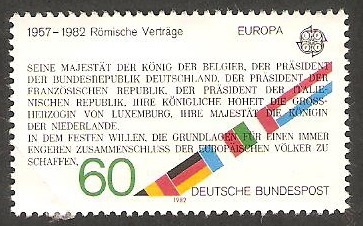 1957–1982 Römische Verträge EUROPA
SEINE MAJESTÄT DER KÖNIG DER BELGIER, DER PRÄSIDENT
DER BUNDESREPUBLIK DEUTSCHLAND, DER PRÄSIDENT DER
FRANZÖSISCHEN REPUBLIK, DER PRÄSIDENT DER ITALIE-
NISCHEN REPUBLIK, IHRE KÖNIGLICHE HOHEIT DIE GROSS-
HERZOGIN VON LUXEMBURG, IHRE MAJESTÄT DIE KÖNIGIN
DER NIEDERLANDE.
IN DEM FESTEN WILLEN, DIE GRUNDLAGEN FÜR EINEN IMMER
ENGEREN ZUSAMMENSCHLUSS DER EUROPÄISCHEN VÖLKER ZU
SCHAFFEN,
60 DEUTSCHE BUNDESPOST
1982